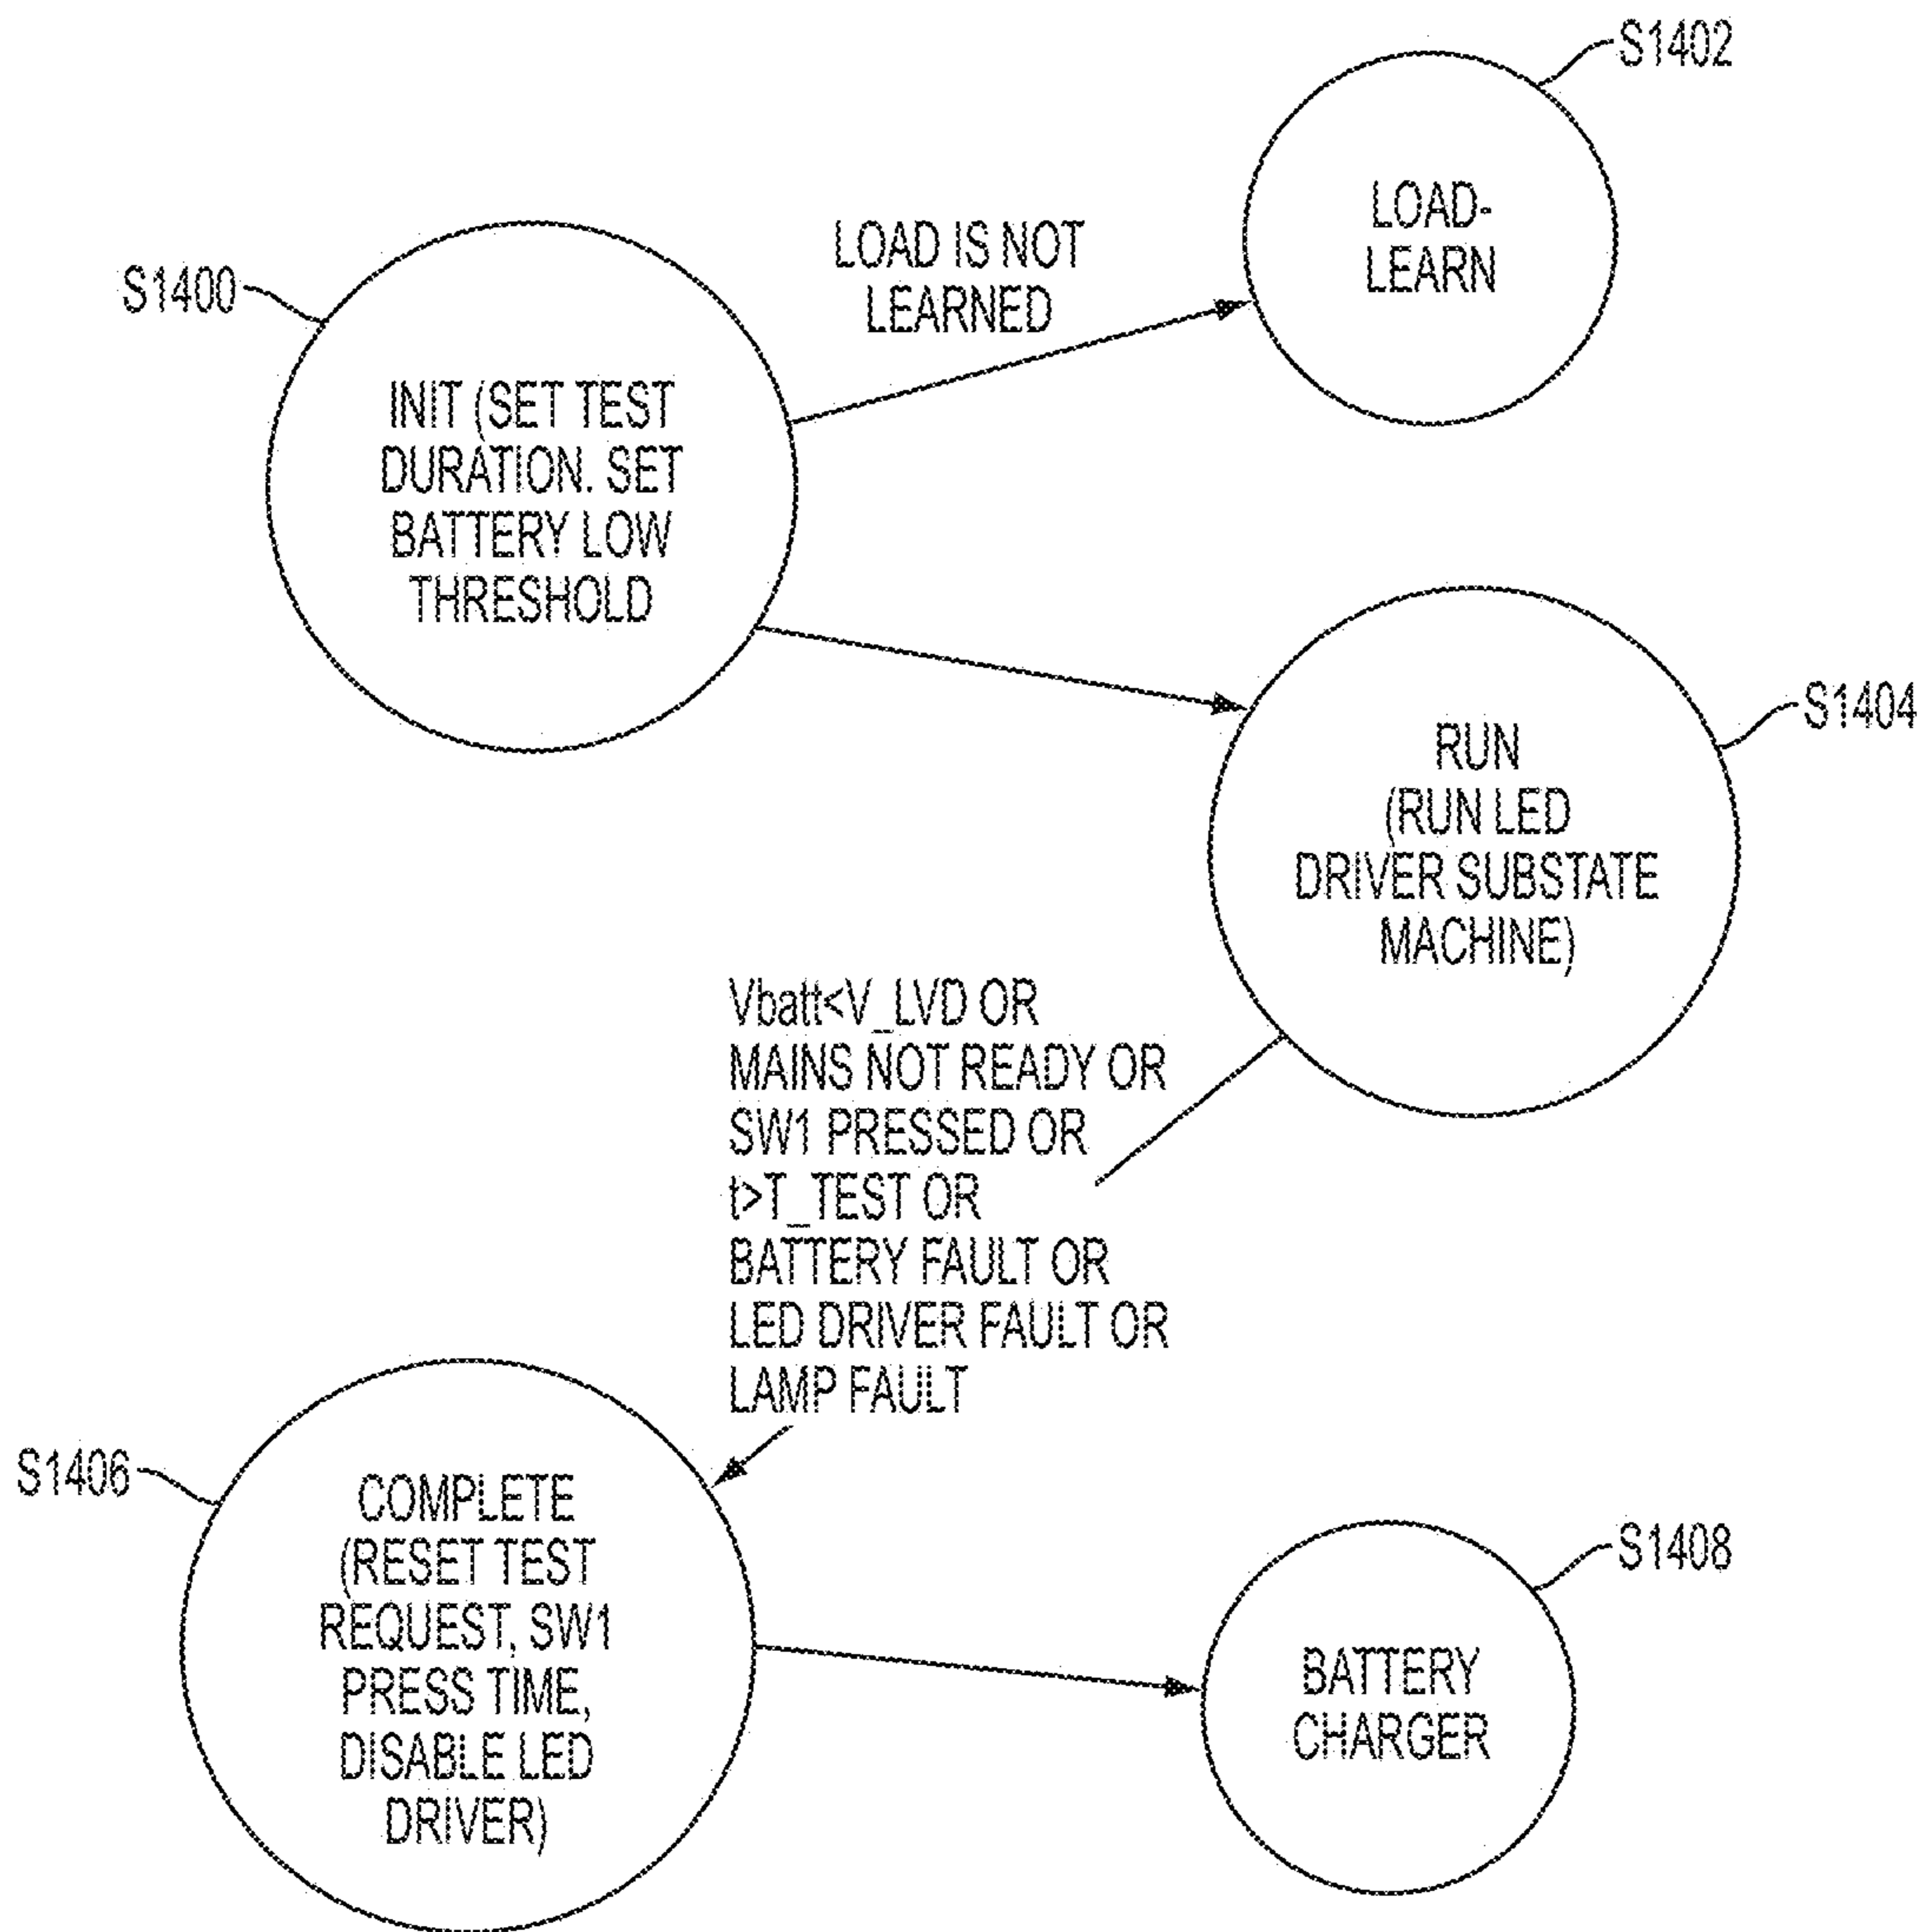 S1402
LOAD-
LEARN
LOAD IS NOT
LEARNED
S1400
INIT (SET TEST
DURATION. SET
BATTERY LOW
THRESHOLD
S1404
RUN
(RUN LED
DRIVER SUBSTATE
MACHINE)
Vbatt<V_LVD OR
MAINS NOT READY OR
SW1 PRESSED OR
t>T_TEST OR
BATTERY FAULT OR
LED DRIVER FAULT OR
LAMP FAULT
S1406
COMPLETE
(RESET TEST
REQUEST, SW1
PRESS TIME,
DISABLE LED
DRIVER)
S1408
BATTERY
CHARGER